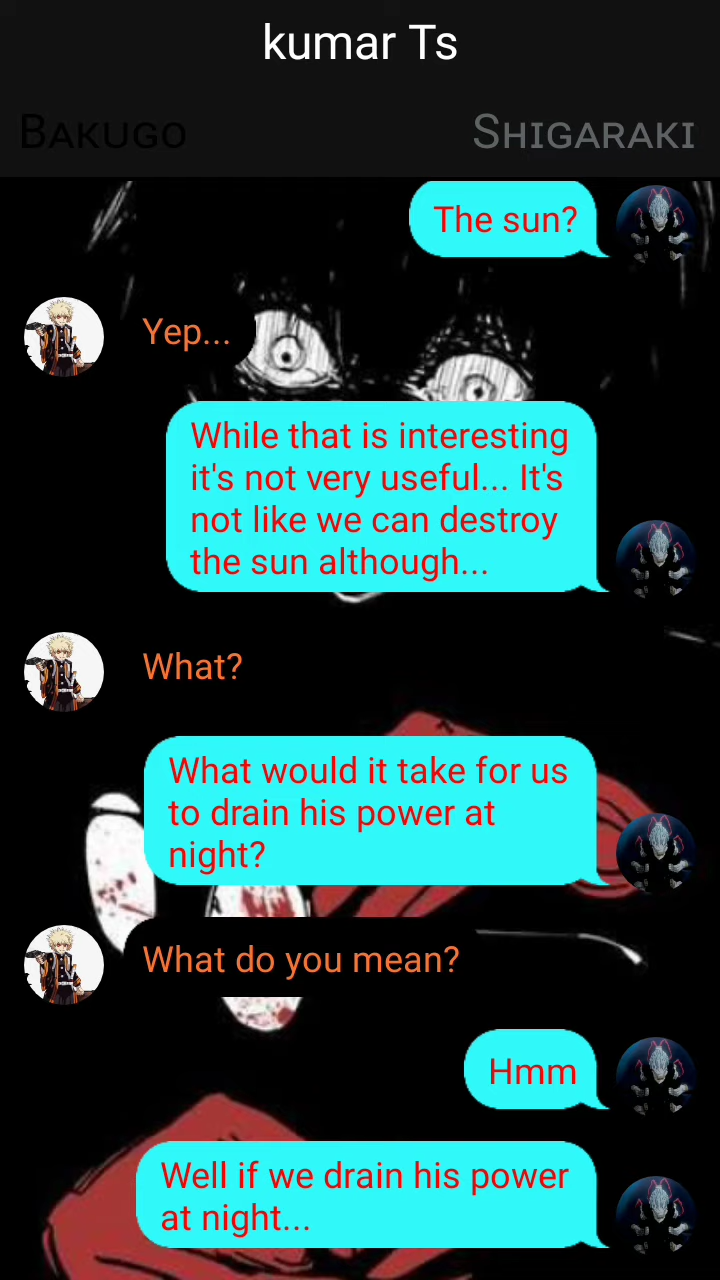 kumar Ts
BAKUGO SHIGARAKI
The sun?
Yep...
While that is interesting
it's not very useful... It's
not like we can destroy
the sun although...
What?
What would it take for us
to drain his power at
night?
What do you mean?
Hmm
Well if we drain his power
at night...